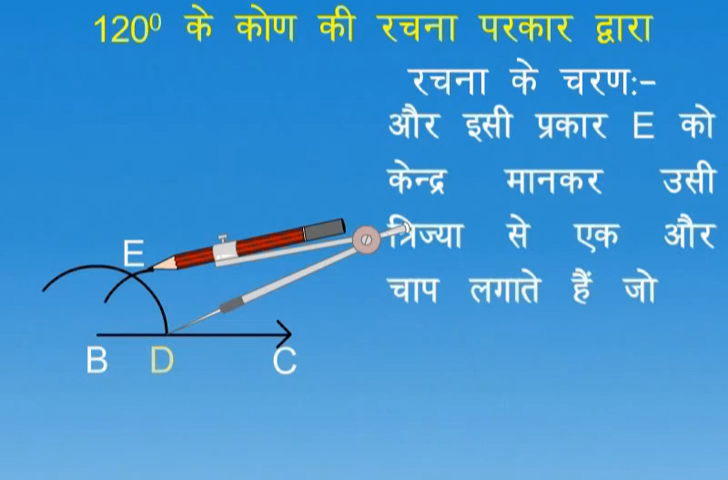 120⁰ के कोण की रचना परकार द्वारा
रचना के चरण:-
और इसी प्रकार E को
केन्द्र मानकर उसी
त्रिज्या से एक और
चाप लगाते हैं जो
E
B D C